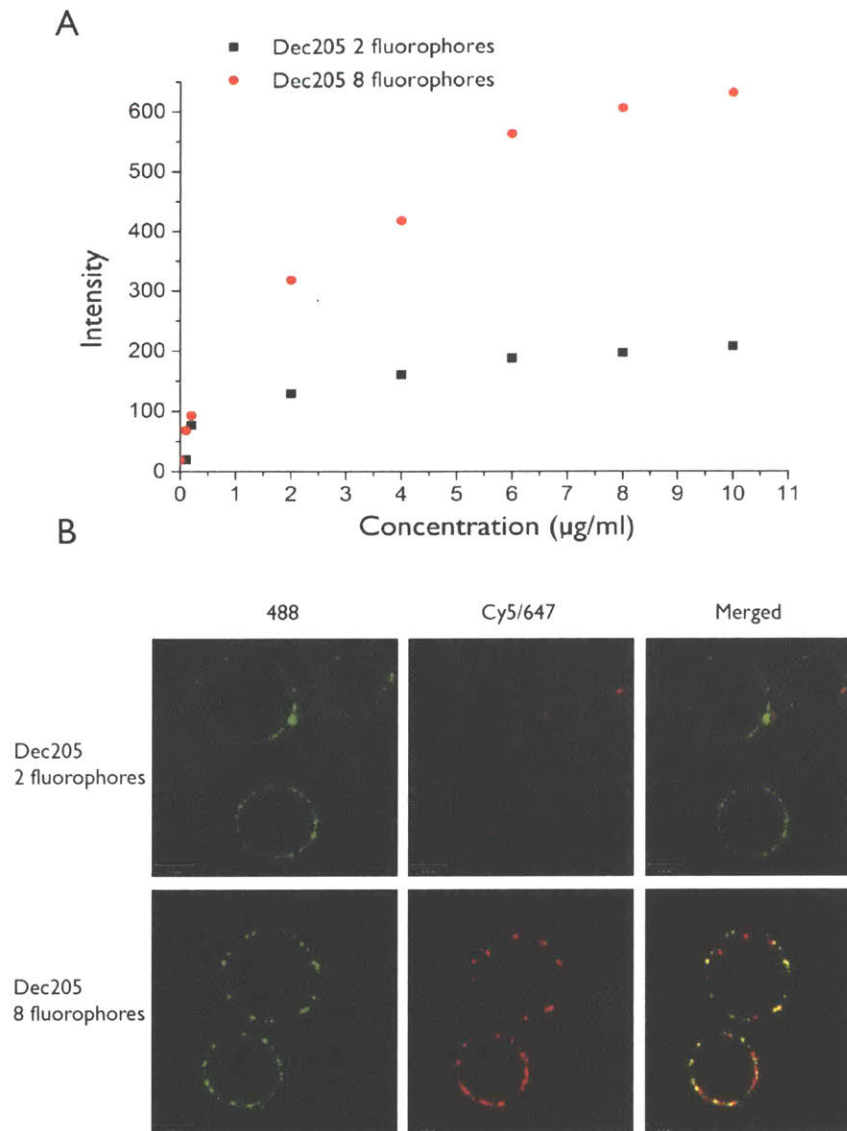 A
Dec205 2 fluorophores
Dec205 8 fluorophores
600
500
400
300
200
100
0
Intensity
0 1 2 3 4 5 6 7 8 9 10 11
Concentration (µg/ml)
B
488 Cy5/647 Merged
Dec205
2 fluorophores
Dec205
8 fluorophores